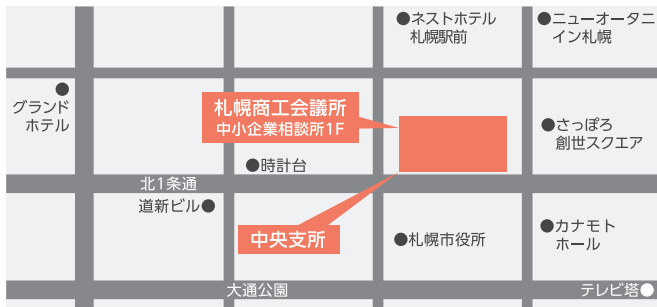 ネストホテル
札幌駅前
ニューオータニ
イン札幌
グランド
ホテル
札幌商工会議所
中小企業相談所1F
さっぽろ
創世スクエア
時計台
北1条通
道新ビル
中央支所
札幌市役所
カナモト
ホール
大通公園
テレビ塔